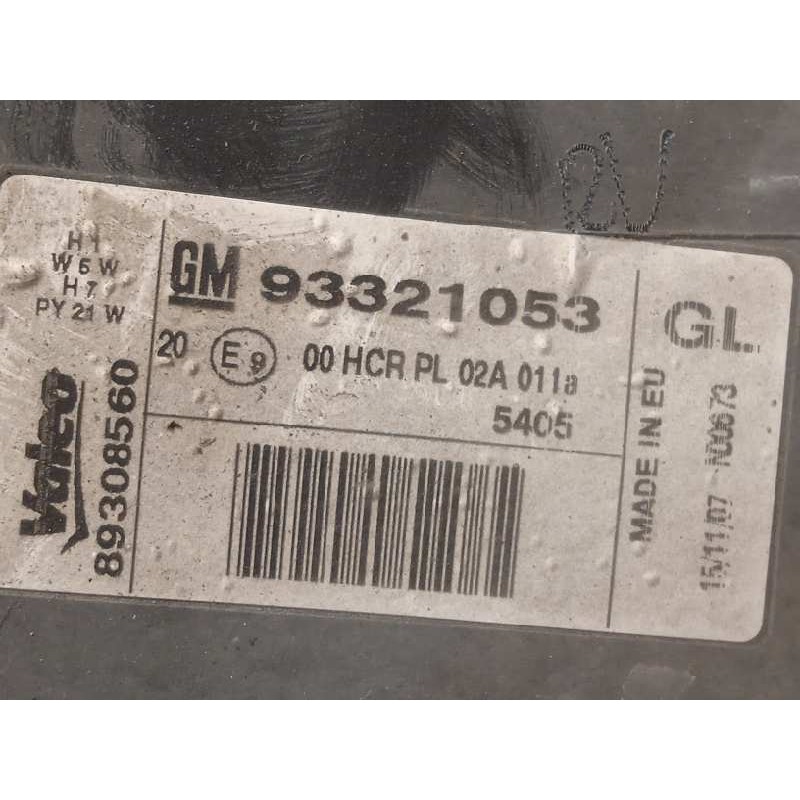 H 1
W 5 W
H 7
PY 21 W
GM 93321053
20 E 9 00 HCR PL 02A 011a
5405
Valeo
89308560
GL
MADE IN EU
15/11/07